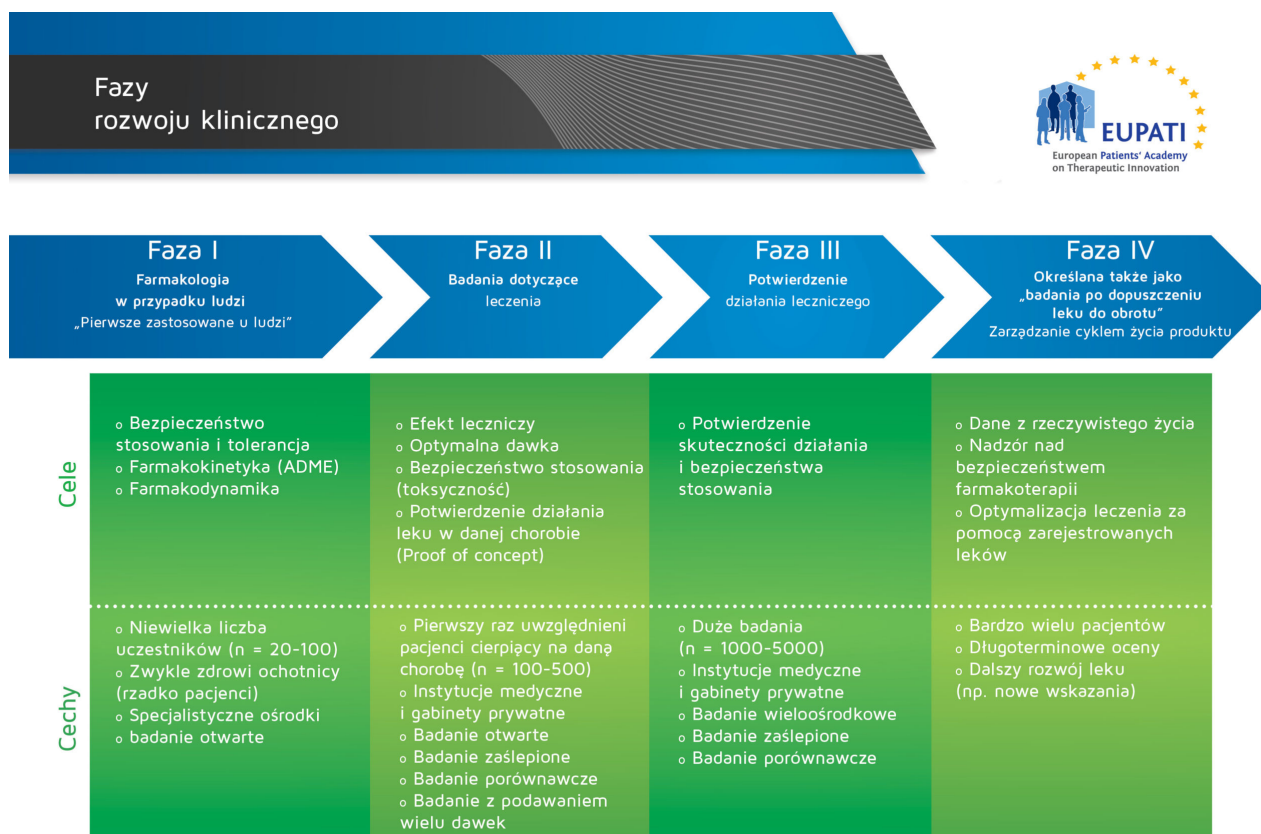 Fazy
rozwoju klinicznego
EUPATI
European Patients' Academy
on Therapeutic Innovation
Faza I
Farmakologia
w przypadku ludzi
„Pierwsze zastosowane u ludzi”
Faza II
Badania dotyczące
leczenia
Faza III
Potwierdzenie
działania leczniczego
Faza IV
Określana także jako
„badania po dopuszczeniu
leku do obrotu”
Zarządzanie cyklem życia produktu
Cele
o Bezpieczeństwo
stosowania i tolerancja
o Farmakokinetyka (ADME)
o Farmakodynamika
o Efekt leczniczy
o Optymalna dawka
o Bezpieczeństwo stosowania
(toksyczność)
o Potwierdzenie działania
leku w danej chorobie
(Proof of concept)
o Potwierdzenie
skuteczności działania
i bezpieczeństwa
stosowania
o Dane z rzeczywistego życia
o Nadzór nad
bezpieczeństwem
farmakoterapii
o Optymalizacja leczenia za
pomocą zarejestrowanych
leków
Cechy
o Niewielka liczba
uczestników (n = 20-100)
o Zwykle zdrowi ochotnicy
(rzadko pacjenci)
o Specjalistyczne ośrodki
o badanie otwarte
o Pierwszy raz uwzględnieni
pacjenci cierpiący na daną
chorobę (n = 100-500)
o Instytucje medyczne
i gabinety prywatne
o Badanie otwarte
o Badanie zaślepione
o Badanie porównawcze
o Badanie z podawaniem
wielu dawek
o Duże badania
(n = 1000-5000)
o Instytucje medyczne
i gabinety prywatne
o Badanie wieloośrodkowe
o Badanie zaślepione
o Badanie porównawcze
o Bardzo wielu pacjentów
o Długoterminowe oceny
o Dalszy rozwój leku
(np. nowe wskazania)